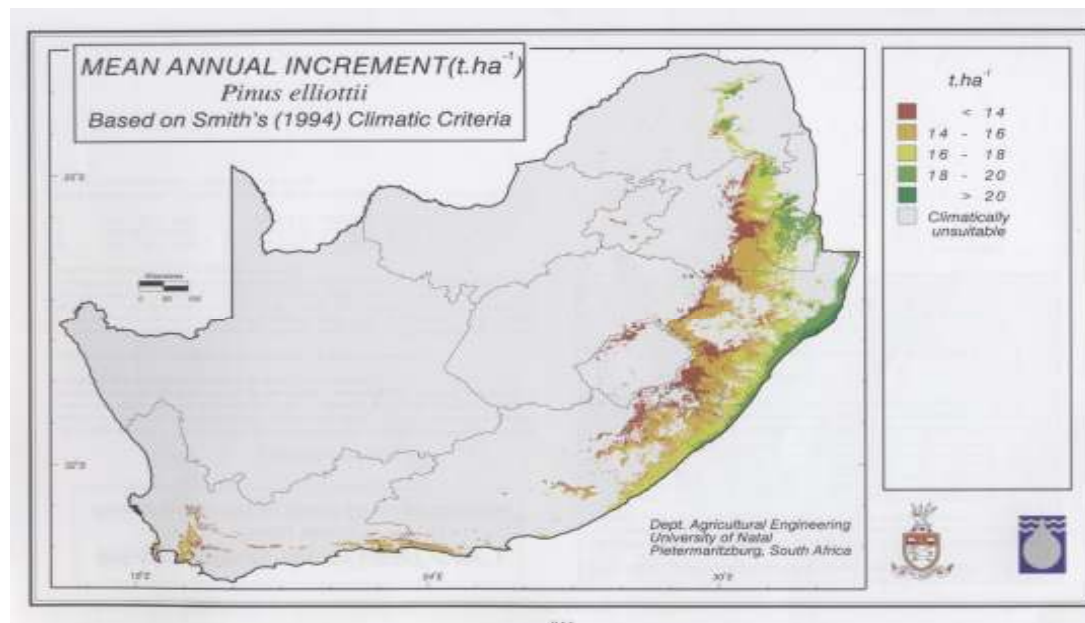 MEAN ANNUAL INCREMENT(t.ha⁻¹)
Pinus elliottii
Based on Smith's (1994) Climatic Criteria
t.ha⁻¹
< 14
14 - 16
16 - 18
18 - 20
> 20
Climatically
unsuitable
Kilometres
Dept. Agricultural Engineering
University of Natal
Pietermaritzburg, South Africa